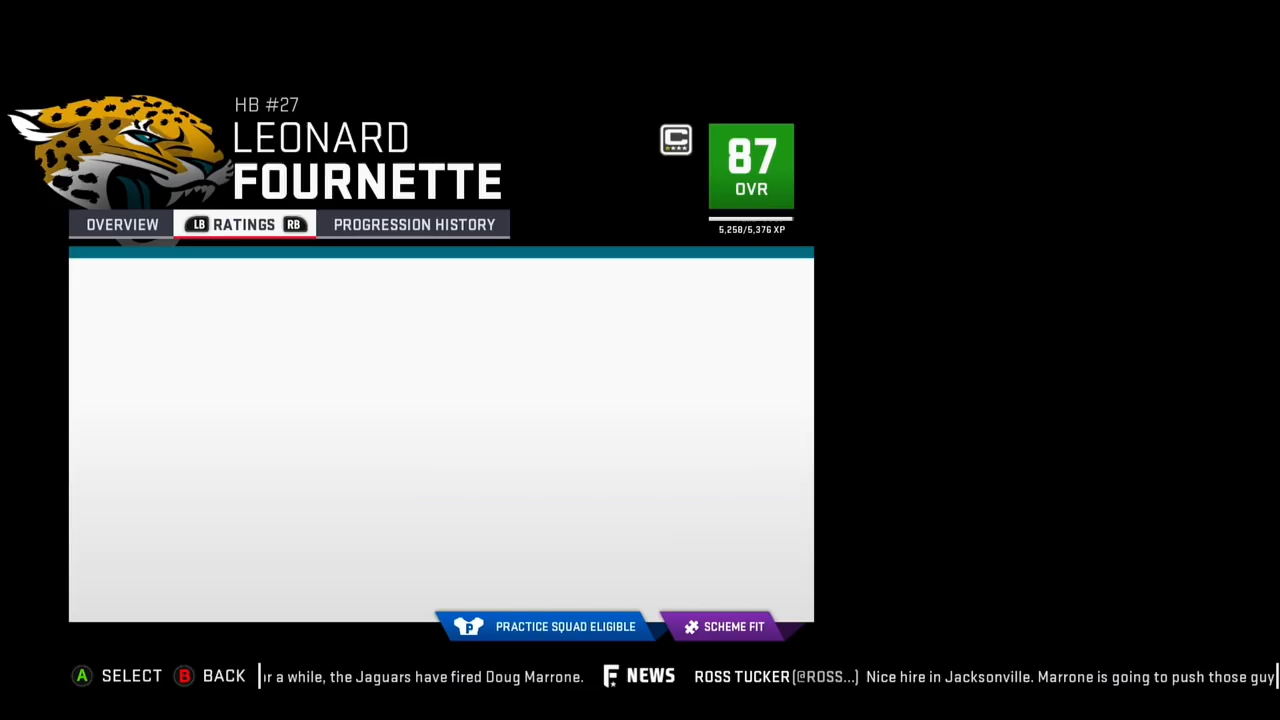 HB #27
LEONARD
FOURNETTE
C
87
OVR
5,258/5,376 XP
OVERVIEW LB RATINGS RB PROGRESSION HISTORY
P PRACTICE SQUAD ELIGIBLE SCHEME FIT
A SELECT B BACK r a while, the Jaguars have fired Doug Marrone. F NEWS ROSS TUCKER(@ROSS...) Nice hire in Jacksonville. Marrone is going to push those guy